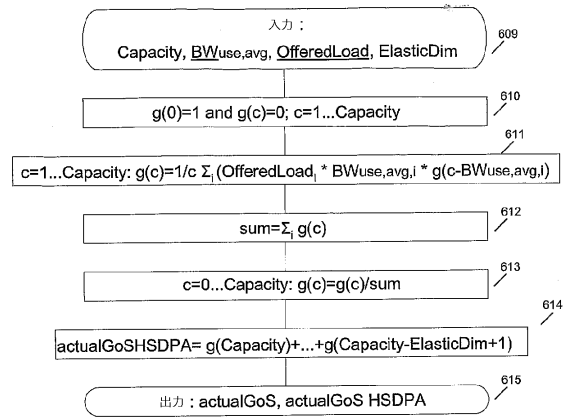 入力：
Capacity, BWuse,avg, OfferedLoad, ElasticDim
609
610
g(0)=1 and g(c)=0; c=1...Capacity
611
c=1...Capacity: g(c)=1/c Σi (OfferedLoadi * BWuse,avg,i * g(c-BWuse,avg,i)
612
sum=Σi g(c)
613
c=0...Capacity: g(c)=g(c)/sum
614
actualGoSHSDPA= g(Capacity)+...+g(Capacity-ElasticDim+1)
615
出力：actualGoS, actualGoS HSDPA